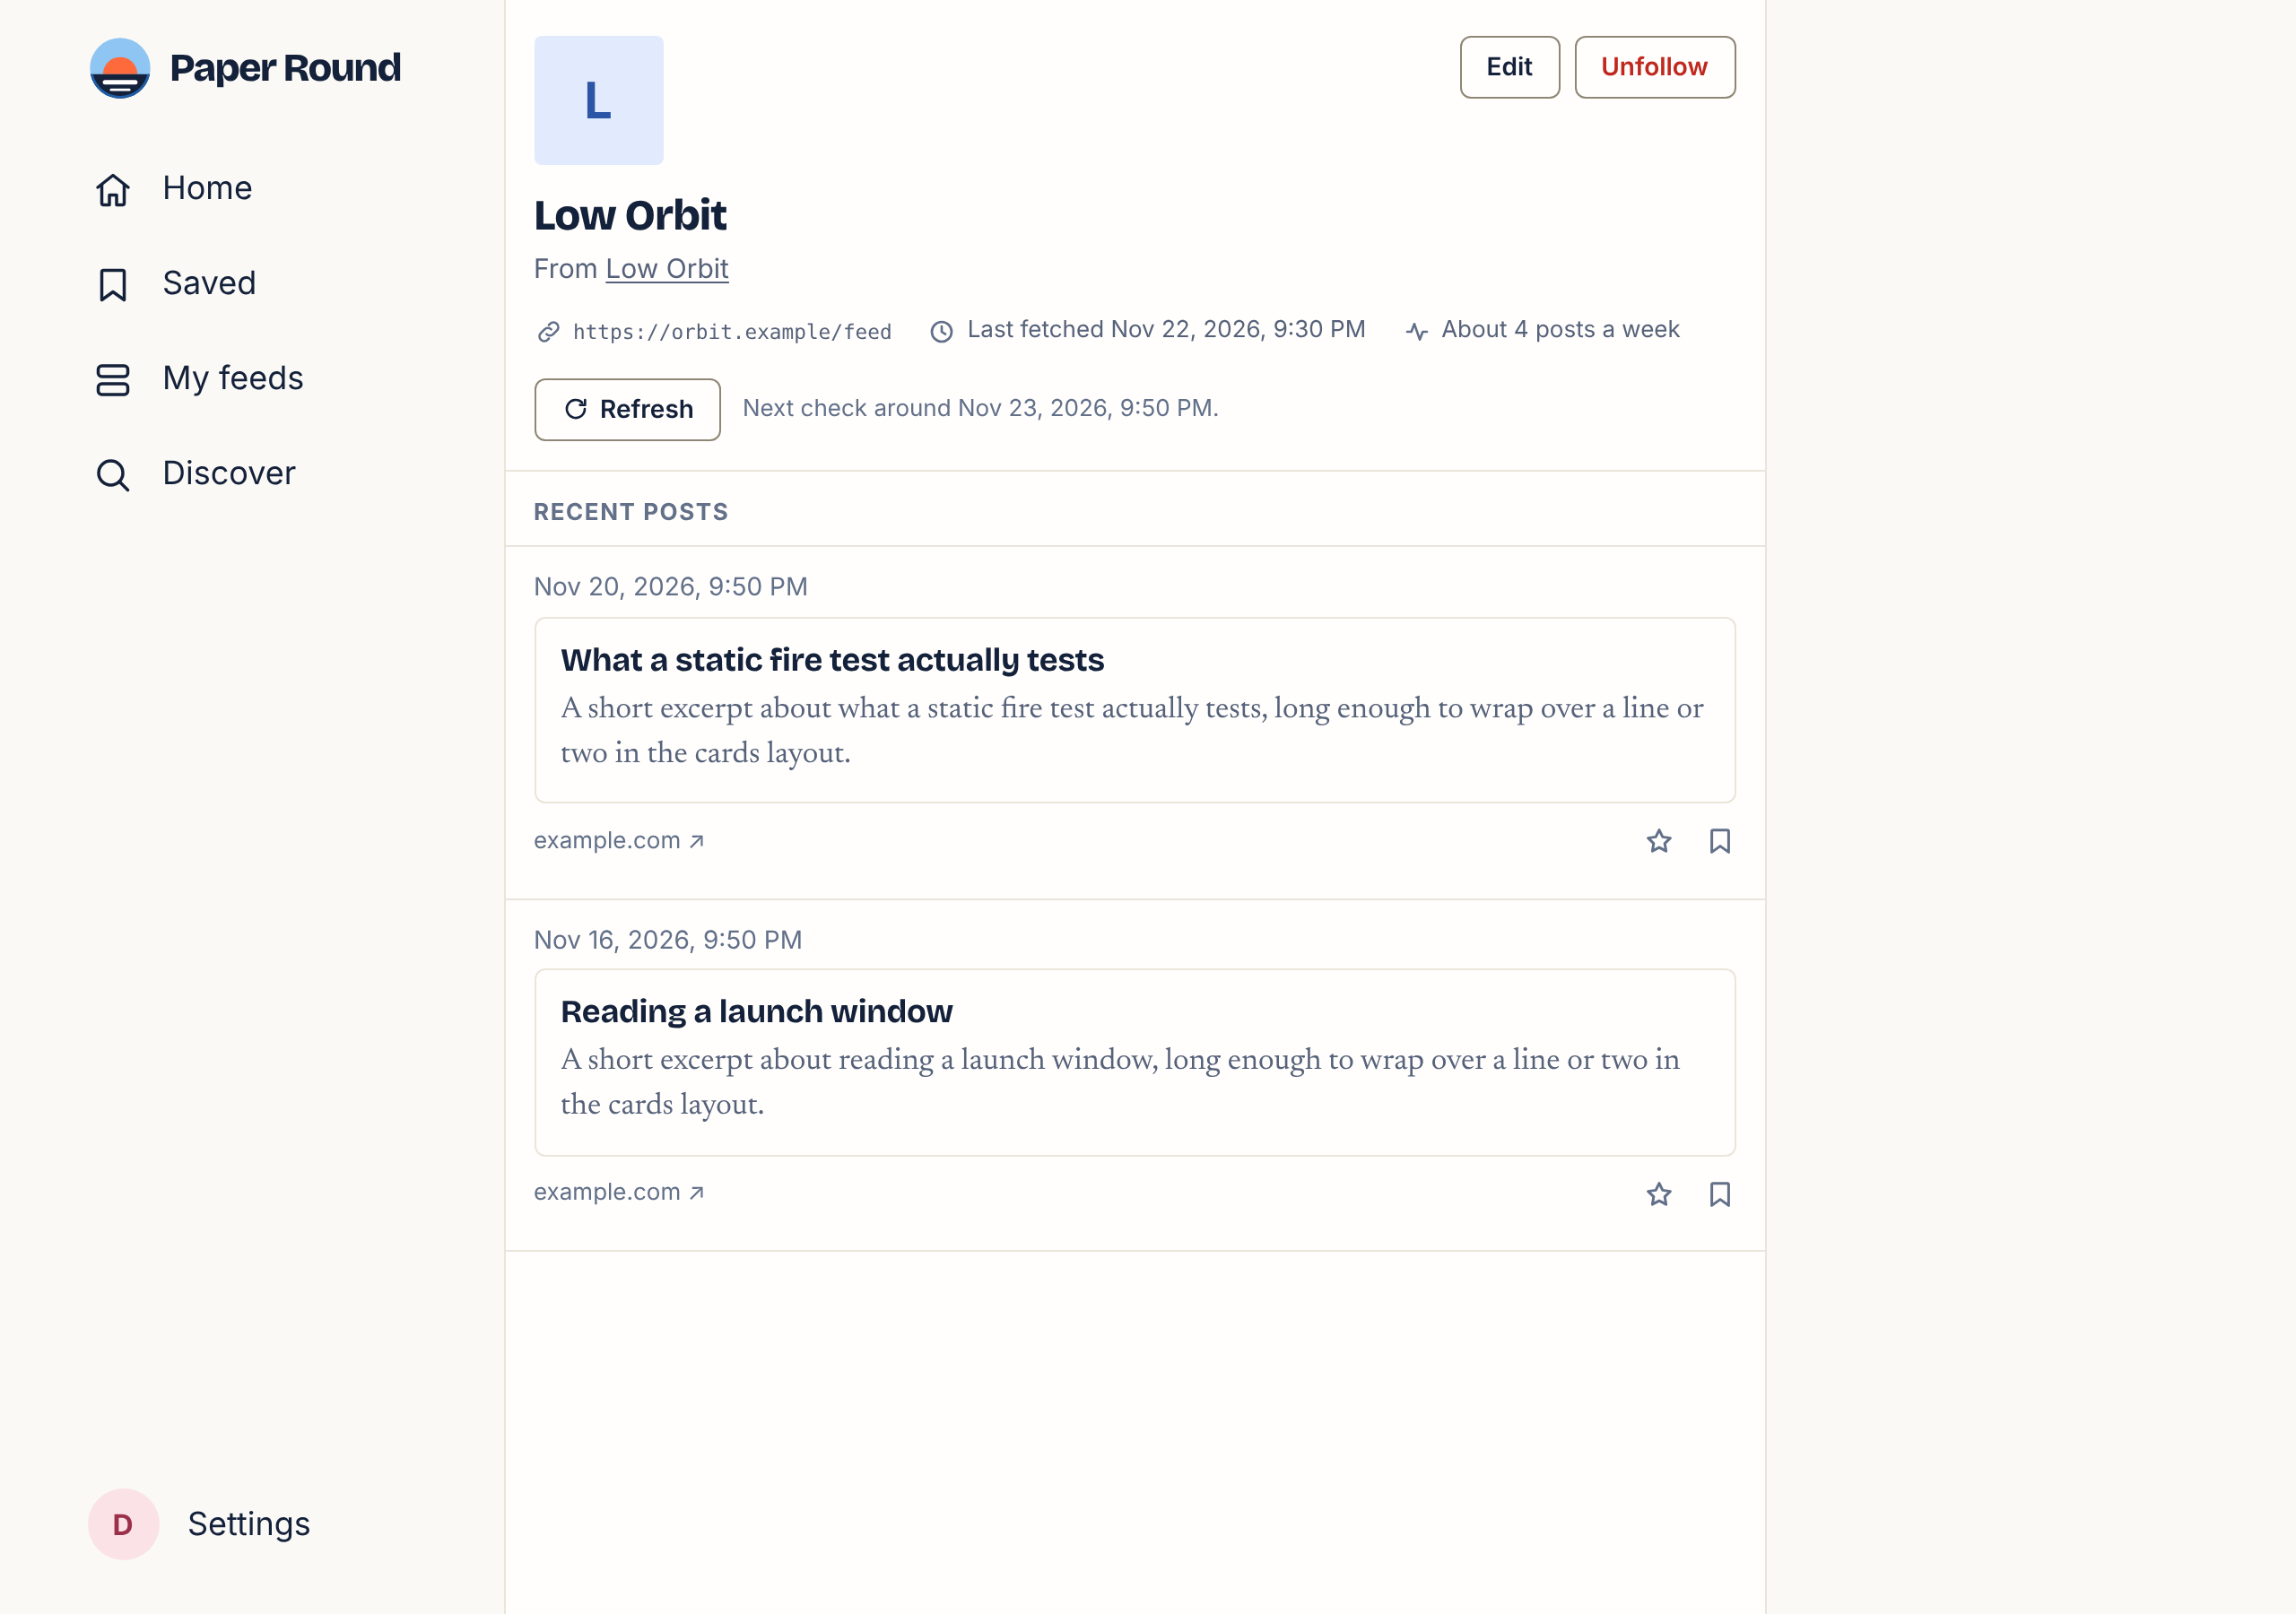 Paper Round
Home
Saved
My feeds
Discover
D
Settings
L
Edit
Unfollow
Low Orbit
From Low Orbit
https://orbit.example/feed
Last fetched Nov 22, 2026, 9:30 PM
About 4 posts a week
Refresh
Next check around Nov 23, 2026, 9:50 PM.
RECENT POSTS
Nov 20, 2026, 9:50 PM
What a static fire test actually tests
A short excerpt about what a static fire test actually tests, long enough to wrap over a line or
two in the cards layout.
example.com ↗
Nov 16, 2026, 9:50 PM
Reading a launch window
A short excerpt about reading a launch window, long enough to wrap over a line or two in
the cards layout.
example.com ↗